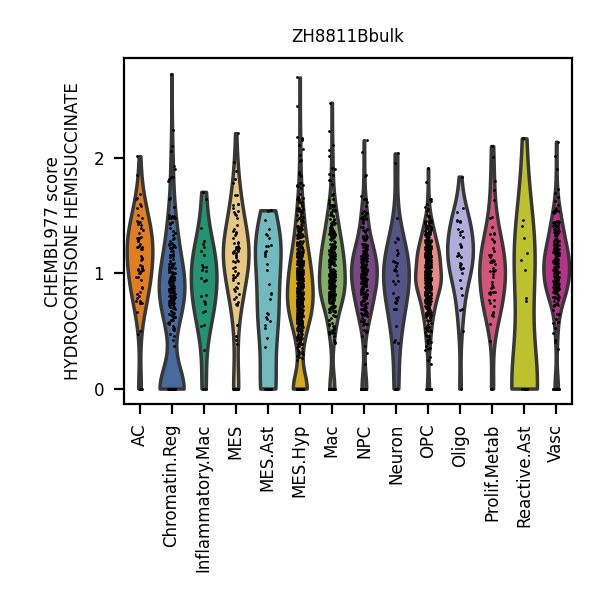 ZH8811Bbulk
CHEMBL977 score
HYDROCORTISONE HEMISUCCINATE
2
1
0
AC
Chromatin.Reg
Inflammatory.Mac
MES
MES.Ast
MES.Hyp
Mac
NPC
Neuron
OPC
Oligo
Prolif.Metab
Reactive.Ast
Vasc